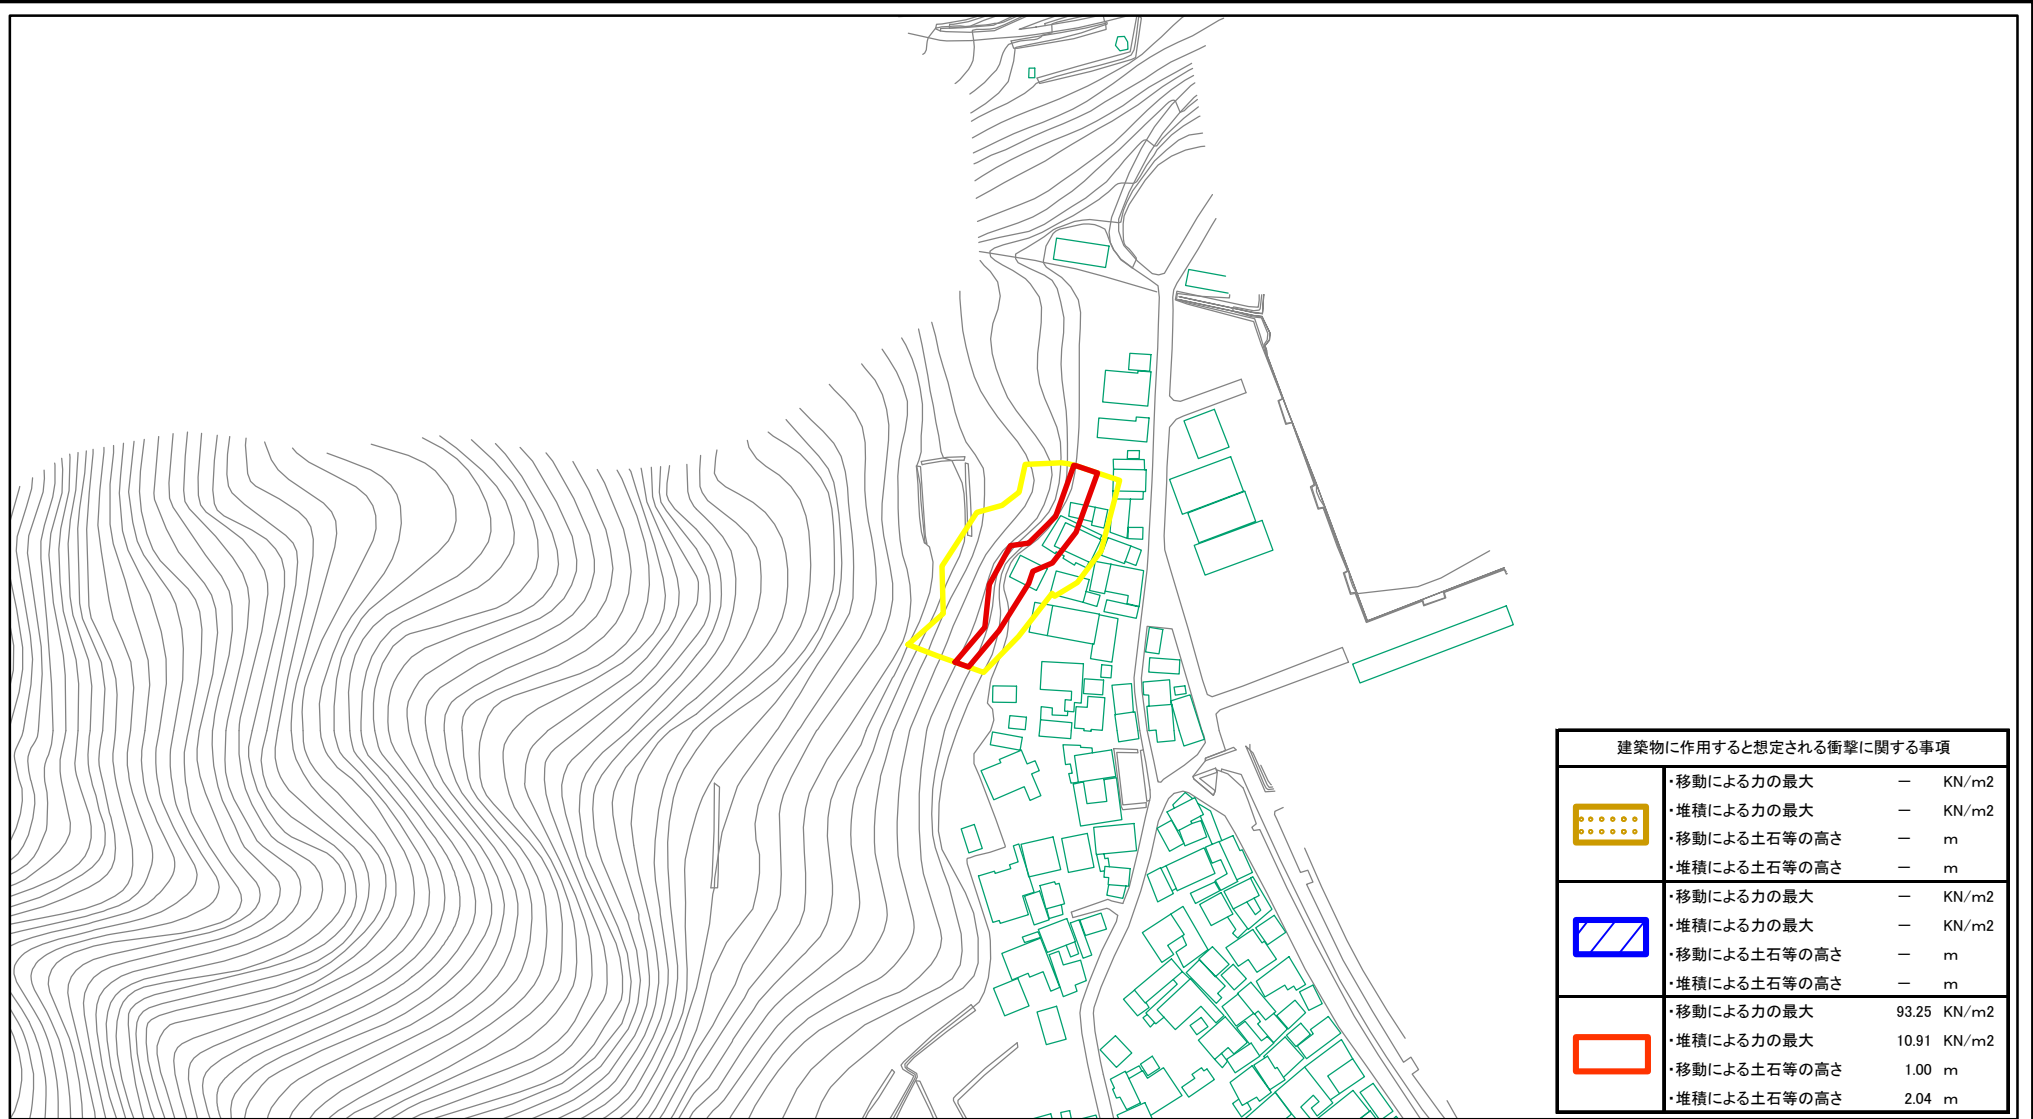 建築物に作用すると想定される衝撃に関する事項
・移動による力の最大 － KN/m2
・堆積による力の最大 － KN/m2
・移動による土石等の高さ － m
・堆積による土石等の高さ － m
・移動による力の最大 － KN/m2
・堆積による力の最大 － KN/m2
・移動による土石等の高さ － m
・堆積による土石等の高さ － m
・移動による力の最大 93.25 KN/m2
・堆積による力の最大 10.91 KN/m2
・移動による土石等の高さ 1.00 m
・堆積による土石等の高さ 2.04 m